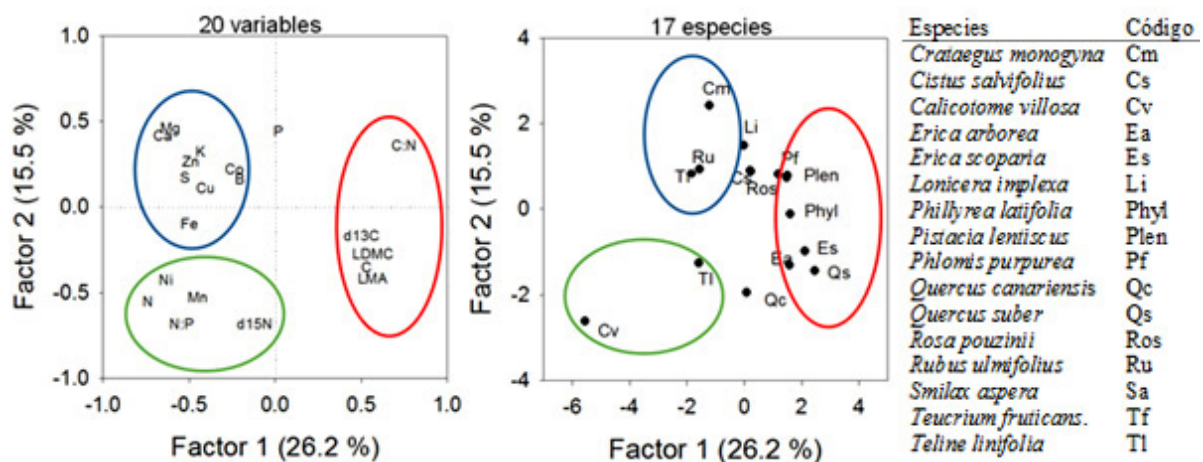 20 variables
1.0
0.5
0.0
-0.5
-1.0
Factor 2 (15.5 %)
Mg
Ca
P
K
Zn
Co
S
B
Cu
Fe
C:N
d13C
LDMC
C
LMA
Ni
N
Mn
N:P
d15N
-1.0 -0.5 0.0 0.5 1.0
Factor 1 (26.2 %)
17 especies
4
2
0
-2
-4
Factor 2 (15.5 %)
Cm
Li
Ru
Tf
Cs
Pf
Ros
Plen
Phyl
Es
Ea
Qs
Tl
Qc
Cv
-6 -4 -2 0 2 4
Factor 1 (26.2 %)
Especies Código
Crataegus monogyna Cm
Cistus salvifolius Cs
Calicotome villosa Cv
Erica arborea Ea
Erica scoparia Es
Lonicera implexa Li
Phillyrea latifolia Phyl
Pistacia lentiscus Plen
Phlomis purpurea Pf
Quercus canariensis Qc
Quercus suber Qs
Rosa pouzinii Ros
Rubus ulmifolius Ru
Smilax aspera Sa
Teucrium fruticans. Tf
Teline linifolia Tl